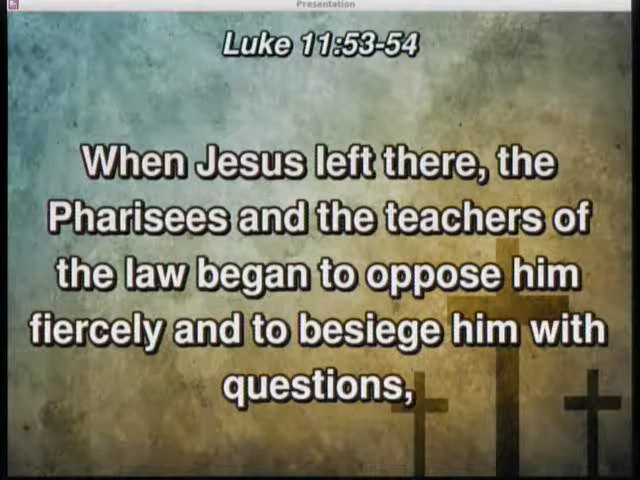 Presentation
Luke 11:53-54
When Jesus left there, the
Pharisees and the teachers of
the law began to oppose him
fiercely and to besiege him with
questions,